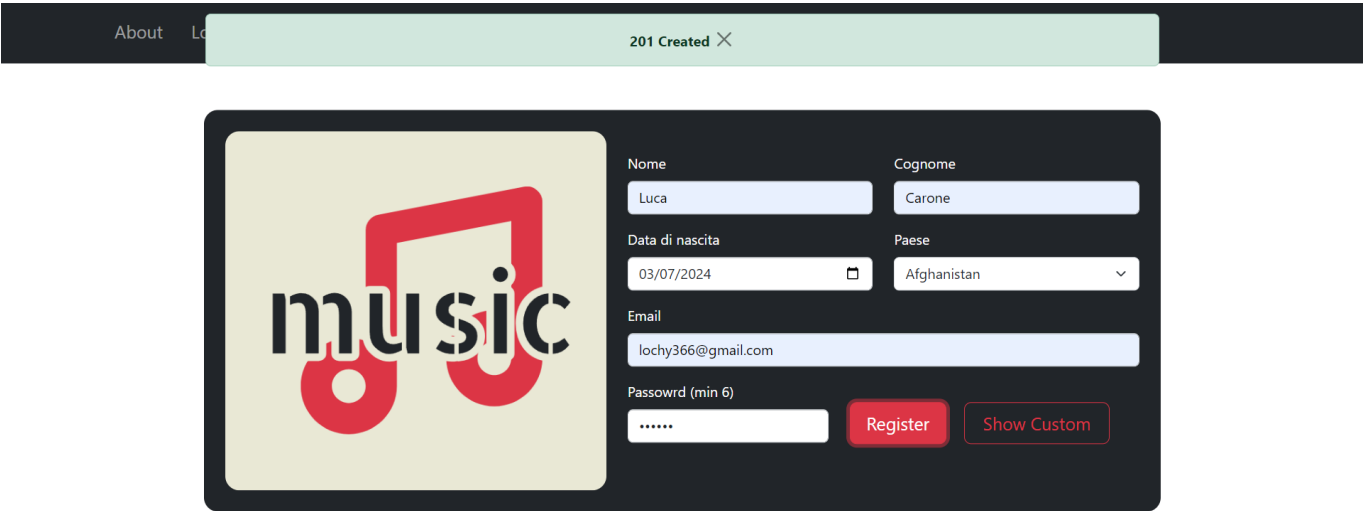 About
201 Created
music
Nome
Cognome
Luca
Carone
Data di nascita
Paese
03/07/2024
Afghanistan
Email
lochy366@gmail.com
Passowrd (min 6)
Register
Show Custom